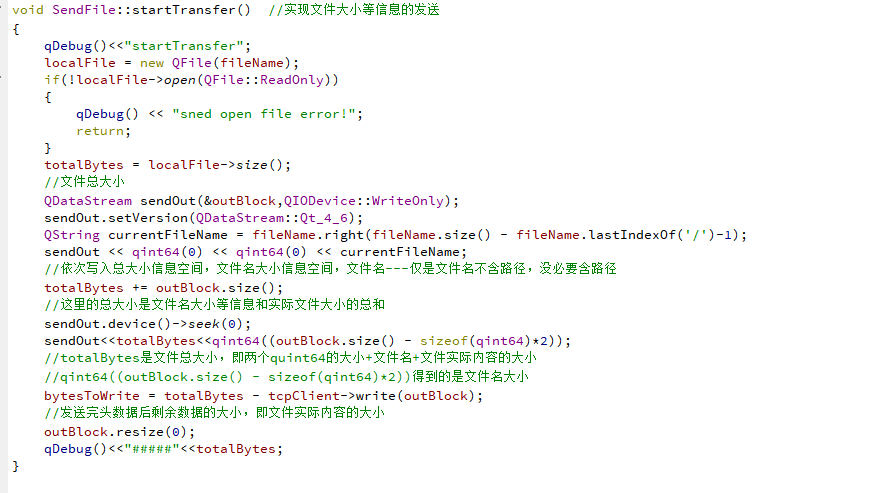 void SendFile::startTransfer()  //实现文件大小等信息的发送
{
    qDebug()<<"startTransfer";
    localFile = new QFile(fileName);
    if(!localFile->open(QFile::ReadOnly))
    {
        qDebug() << "sned open file error!";
        return;
    }
    totalBytes = localFile->size();
    //文件总大小
    QDataStream sendOut(&outBlock,QIODevice::WriteOnly);
    sendOut.setVersion(QDataStream::Qt_4_6);
    QString currentFileName = fileName.right(fileName.size() - fileName.lastIndexOf('/')-1);
    sendOut << qint64(0) << qint64(0) << currentFileName;
    //依次写入总大小信息空间，文件名大小信息空间，文件名---仅是文件名不含路径，没必要含路径
    totalBytes += outBlock.size();
    //这里的总大小是文件名大小等信息和实际文件大小的总和
    sendOut.device()->seek(0);
    sendOut<<totalBytes<<qint64((outBlock.size() - sizeof(qint64)*2));
    //totalBytes是文件总大小，即两个quint64的大小+文件名+文件实际内容的大小
    //qint64((outBlock.size() - sizeof(qint64)*2))得到的是文件名大小
    bytesToWrite = totalBytes - tcpClient->write(outBlock);
    //发送完头数据后剩余数据的大小，即文件实际内容的大小
    outBlock.resize(0);
    qDebug()<<"#####"<<totalBytes;
}